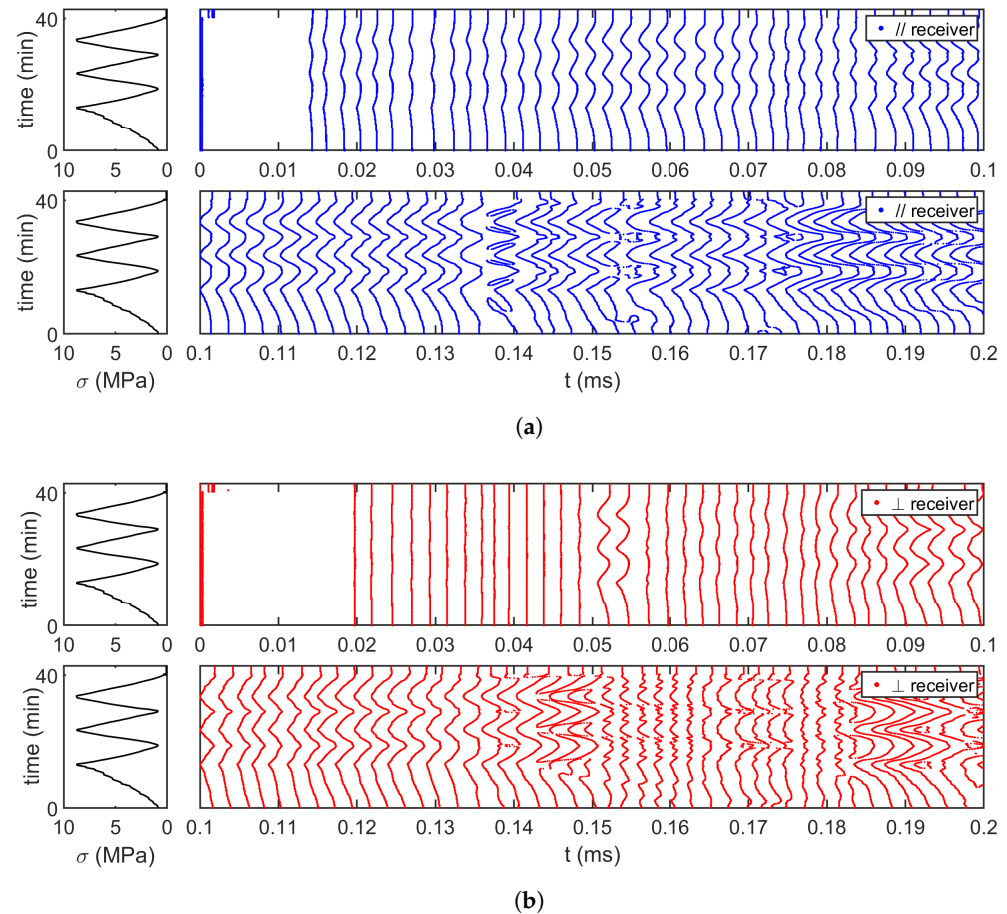 40
time (min)
0
10 5 0
// receiver
0 0.01 0.02 0.03 0.04 0.05 0.06 0.07 0.08 0.09 0.1
40
time (min)
0
10 5 0
σ (MPa)
// receiver
0.1 0.11 0.12 0.13 0.14 0.15 0.16 0.17 0.18 0.19 0.2
t (ms)
(a)
40
time (min)
0
10 5 0
⊥ receiver
0 0.01 0.02 0.03 0.04 0.05 0.06 0.07 0.08 0.09 0.1
40
time (min)
0
10 5 0
σ (MPa)
⊥ receiver
0.1 0.11 0.12 0.13 0.14 0.15 0.16 0.17 0.18 0.19 0.2
t (ms)
(b)